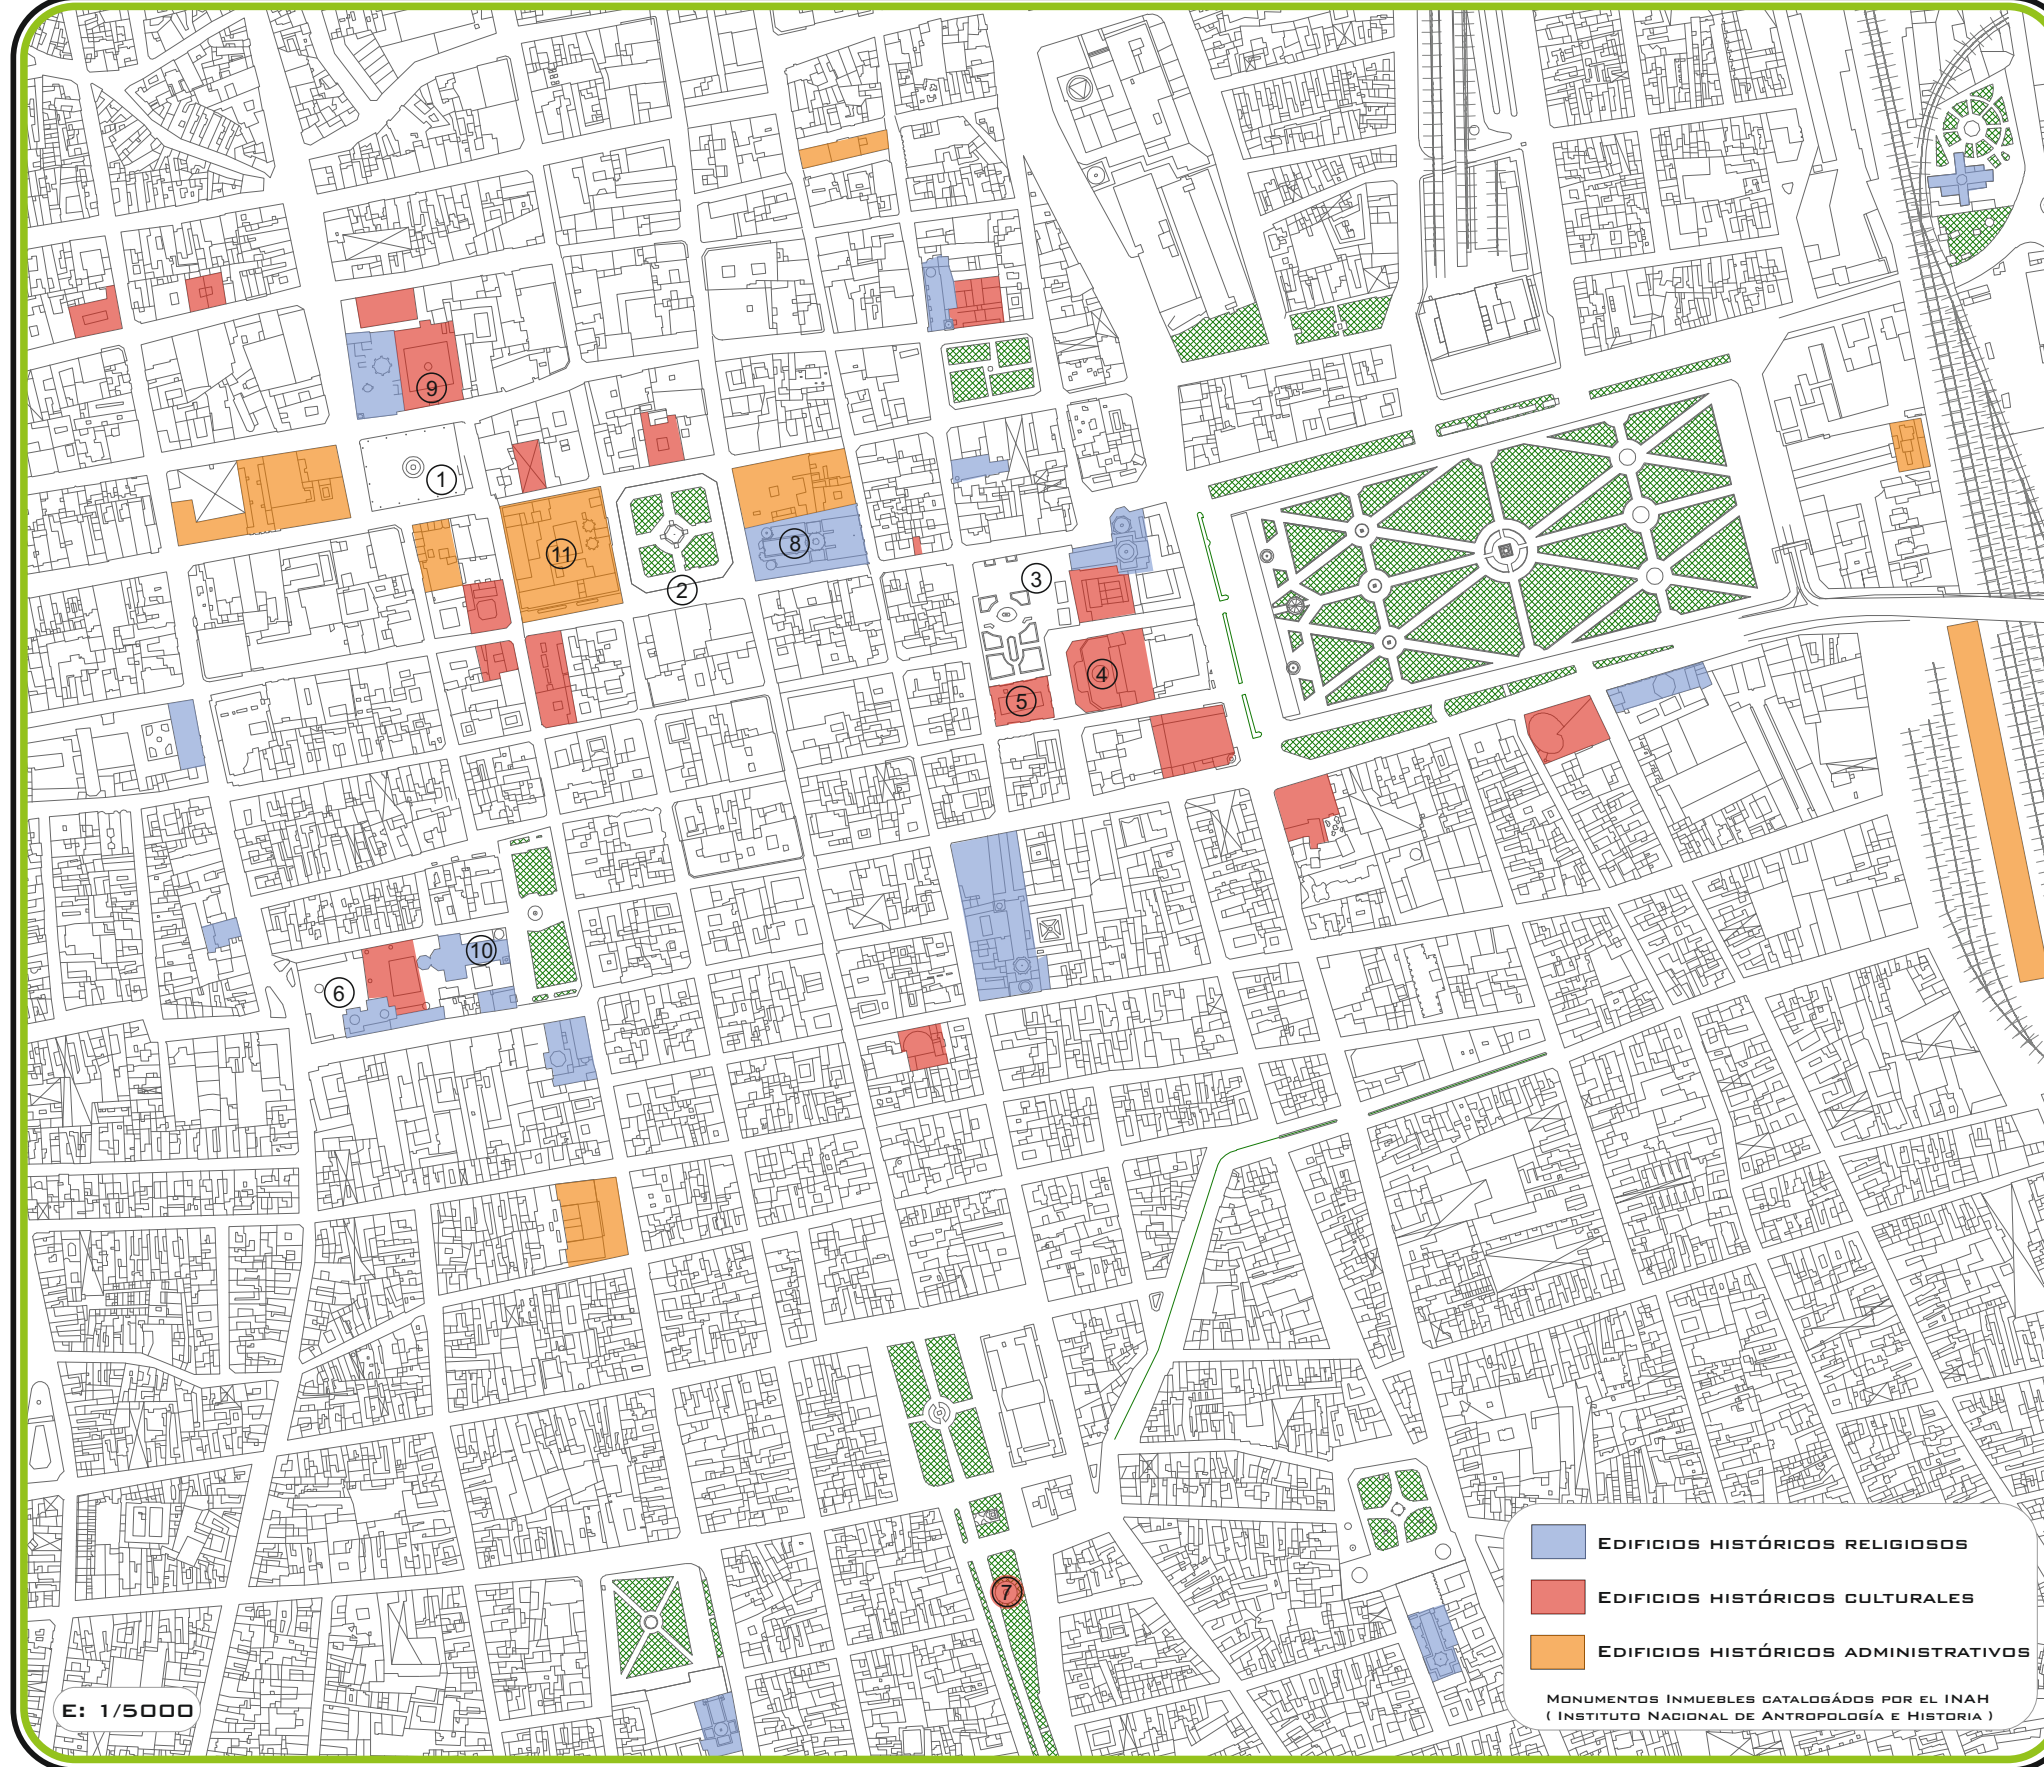 9
1
11
8
2
3
4
5
10
6
7
EDIFICIOS HISTÓRICOS RELIGIOSOS
EDIFICIOS HISTÓRICOS CULTURALES
EDIFICIOS HISTÓRICOS ADMINISTRATIVOS
MONUMENTOS INMUEBLES CATALOGÁDOS POR EL INAH
( INSTITUTO NACIONAL DE ANTROPOLOGÍA E HISTORIA )
E: 1/5000